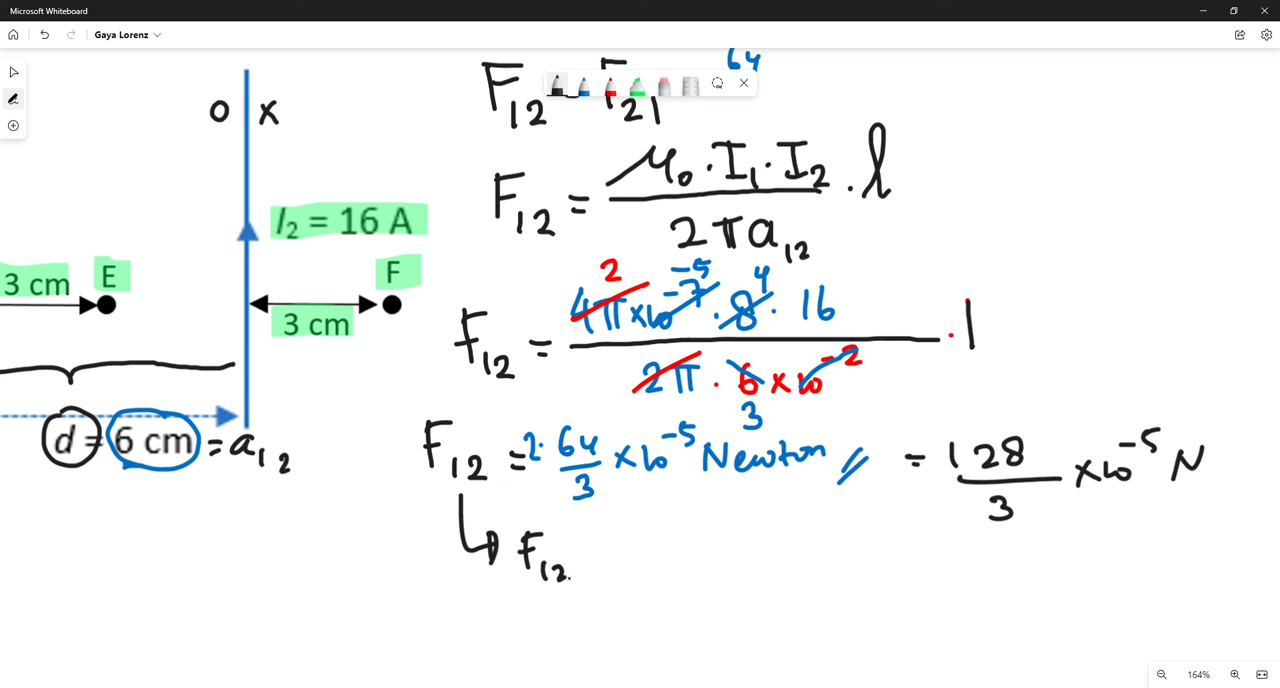 Microsoft Whiteboard
Gaya Lorenz
64
F12 = F21
O X
F12 = μ0 · I1 · I2 / 2πa12 . l
I2 = 16 A
3 cm E
F
3 cm
2 -5 4
F12 = 4π×10^-7 · 8 · 16 / 2π · 6 × 10^-2 · 1
3
d = 6 cm = a12
F12 = 2· 64/3 ×10^-5 Newton // = 128/3 ×10^-5 N
F12
164%